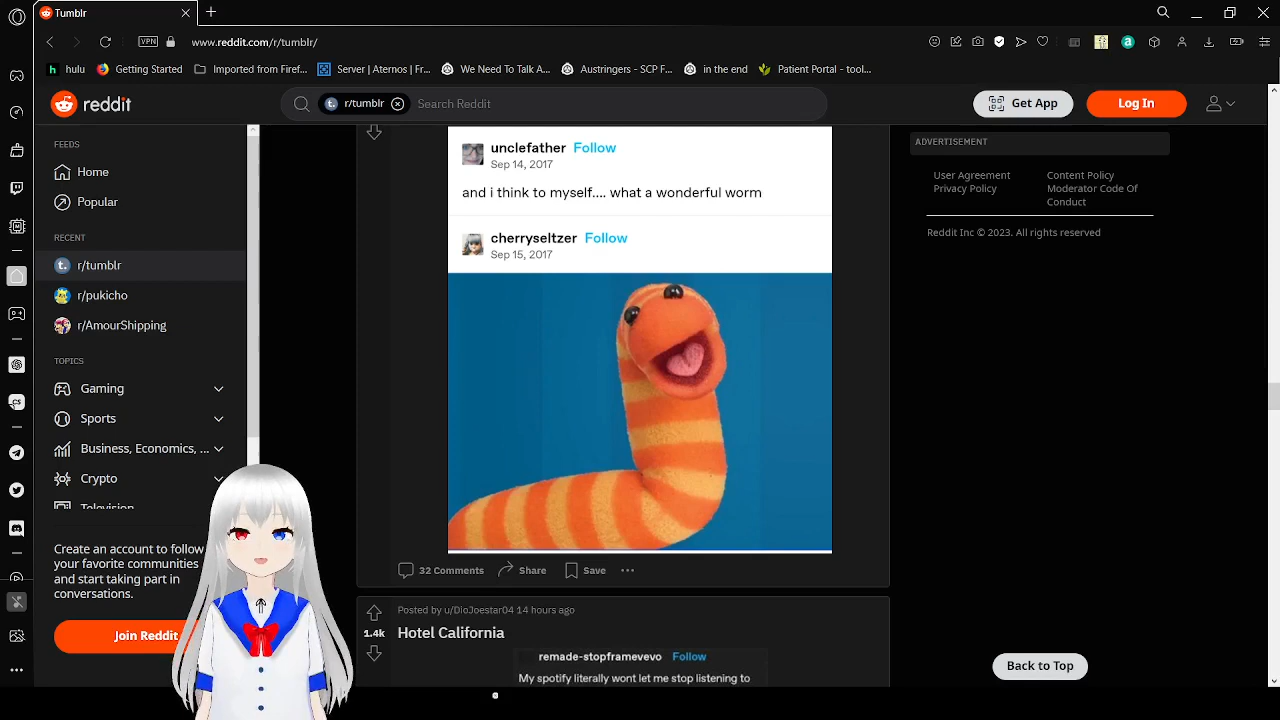 Tumblr
VPN
www.reddit.com/r/tumblr/
hulu
Getting Started
Imported from Firef...
Server | Aternos | Fr...
We Need To Talk A...
Austringers - SCP F...
in the end
Patient Portal - tool...
reddit
r/tumblr
Search Reddit
Get App
Log In
FEEDS
Home
Popular
RECENT
r/tumblr
r/pukicho
r/AmourShipping
TOPICS
Gaming
Sports
Business, Economics, ...
Crypto
Television
Create an account to follow
your favorite communities
and start taking part in
conversations.
Join Reddit
unclefather Follow
Sep 14, 2017
and i think to myself.... what a wonderful worm
cherryseltzer Follow
Sep 15, 2017
32 Comments
Share
Save
Posted by u/DioJoestar04 14 hours ago
1.4k
Hotel California
remade-stopframevevo Follow
My spotify literally wont let me stop listening to
ADVERTISEMENT
User Agreement
Privacy Policy
Content Policy
Moderator Code Of
Conduct
Reddit Inc © 2023. All rights reserved
Back to Top